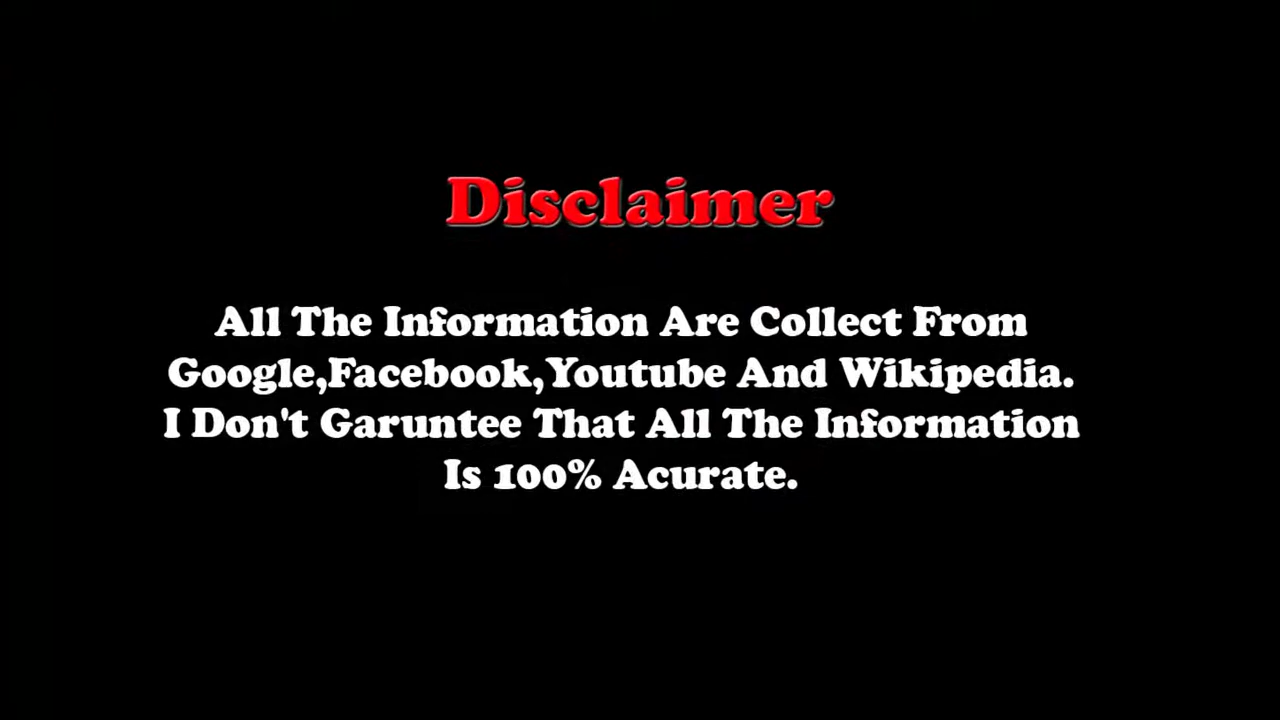 Disclaimer
All The Information Are Collect From
Google,Facebook,Youtube And Wikipedia.
I Don't Garuntee That All The Information
Is 100% Acurate.